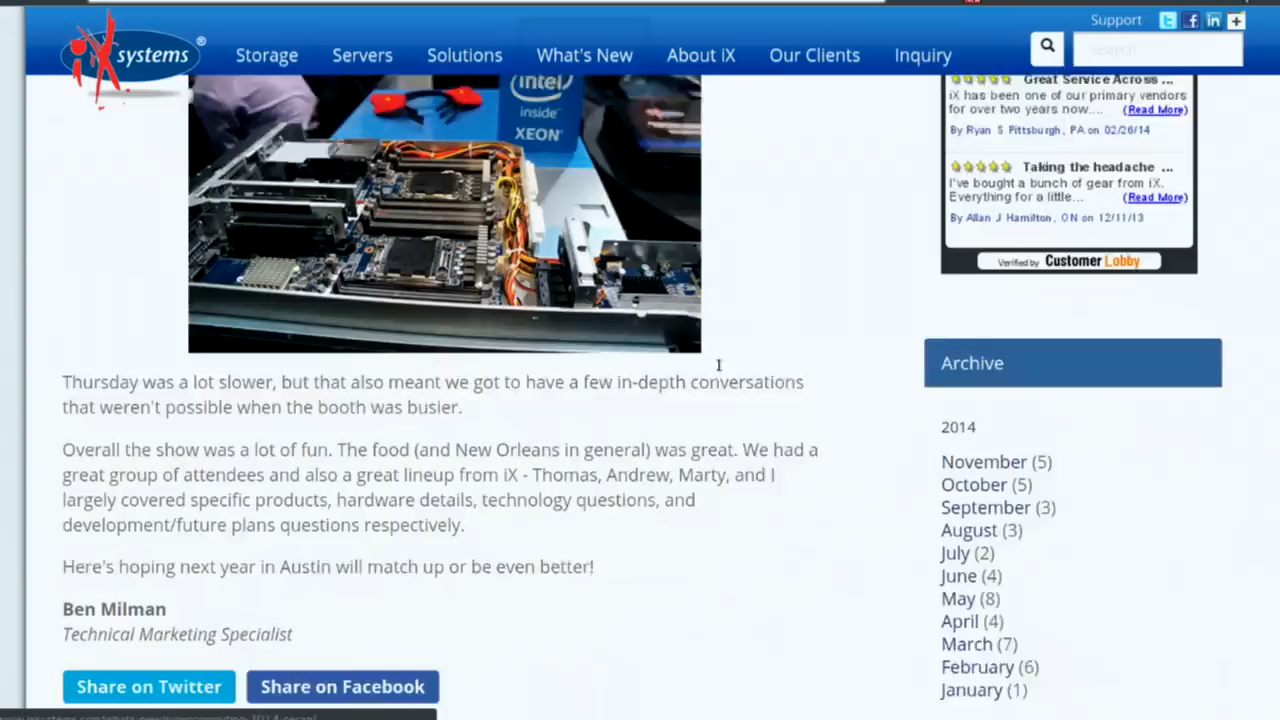 Support
iXsystems®
Storage
Servers
Solutions
What's New
About iX
Our Clients
Inquiry
intel
inside™
XEON®
Great Service Across ...
iX has been one of our primary vendors
for over two years now.... (Read More)
By Ryan S Pittsburgh, PA on 02/26/14
Taking the headache ...
I've bought a bunch of gear from iX.
Everything for a little... (Read More)
By Allan J Hamilton, ON on 12/11/13
Verified by Customer Lobby
Thursday was a lot slower, but that also meant we got to have a few in-depth conversations
that weren't possible when the booth was busier.
Overall the show was a lot of fun. The food (and New Orleans in general) was great. We had a
great group of attendees and also a great lineup from iX - Thomas, Andrew, Marty, and I
largely covered specific products, hardware details, technology questions, and
development/future plans questions respectively.
Here's hoping next year in Austin will match up or be even better!
Ben Milman
Technical Marketing Specialist
Share on Twitter
Share on Facebook
Archive
2014
November (5)
October (5)
September (3)
August (3)
July (2)
June (4)
May (8)
April (4)
March (7)
February (6)
January (1)